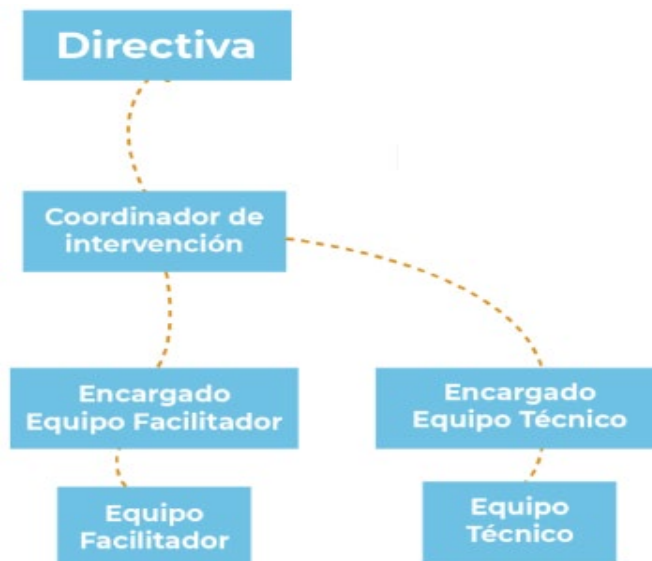 Directiva
Coordinador de
intervención
Encargado
Equipo Facilitador
Encargado
Equipo Técnico
Equipo
Facilitador
Equipo
Técnico